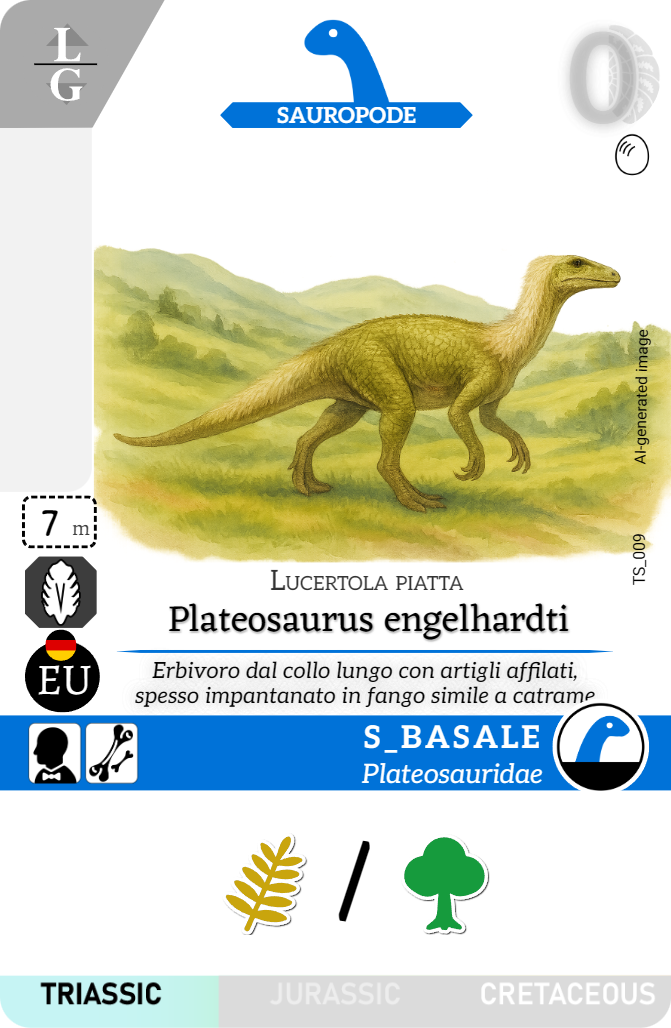 L
G
SAUROPODE
0
AI-generated image
TS_009
7 m
EU
LUCERTOLA PIATTA
Plateosaurus engelhardti
Erbivoro dal collo lungo con artigli affilati,
spesso impantanato in fango simile a catrame
S_BASALE
Plateosauridae
/
TRIASSIC JURASSIC CRETACEOUS